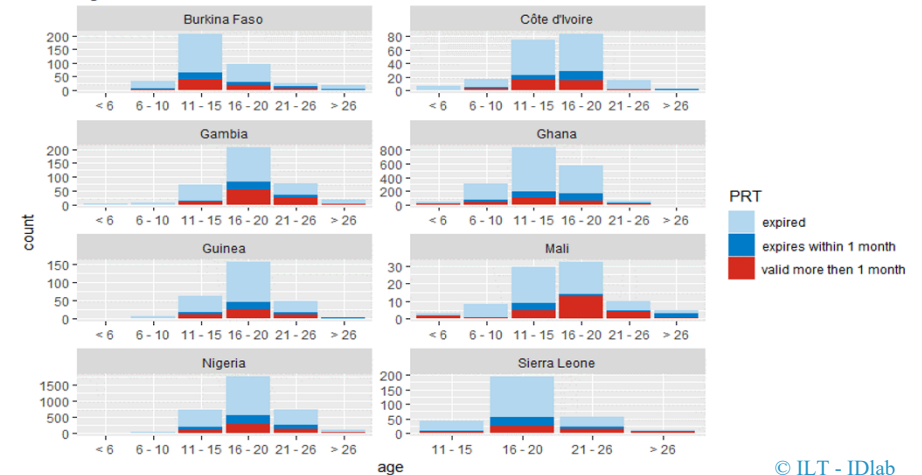 Burkina Faso
200
150
100
50
0
< 6 6 - 10 11 - 15 16 - 20 21 - 26 > 26
Côte d'Ivoire
80
60
40
20
0
< 6 6 - 10 11 - 15 16 - 20 21 - 26 > 26
Gambia
200
150
100
50
0
< 6 6 - 10 11 - 15 16 - 20 21 - 26 > 26
Ghana
800
600
400
200
0
< 6 6 - 10 11 - 15 16 - 20 21 - 26 > 26
Guinea
150
100
50
0
< 6 6 - 10 11 - 15 16 - 20 21 - 26 > 26
Mali
30
20
10
0
< 6 6 - 10 11 - 15 16 - 20 21 - 26 > 26
Nigeria
1500
1000
500
0
< 6 6 - 10 11 - 15 16 - 20 21 - 26 > 26
Sierra Leone
200
150
100
50
0
11 - 15 16 - 20 21 - 26 > 26
count
age
PRT
expired
expires within 1 month
valid more then 1 month
© ILT - IDlab